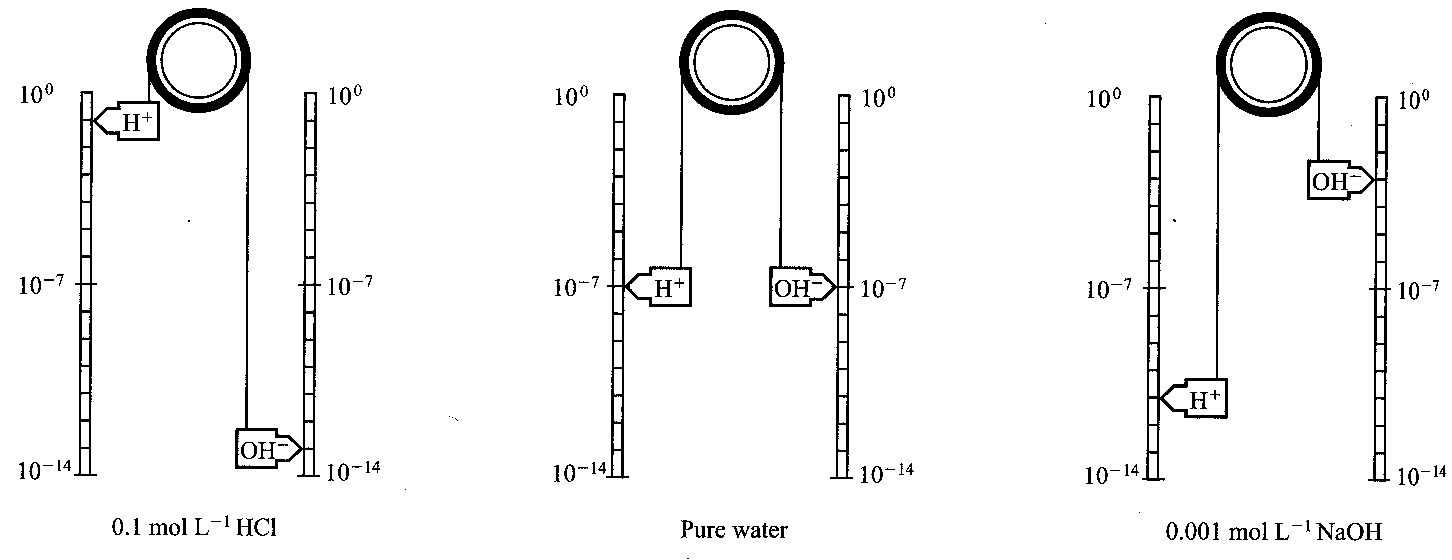 10⁰ H⁺ 10⁰
10⁻⁷ 10⁻⁷
OH⁻
10⁻¹⁴ 10⁻¹⁴
0.1 mol L⁻¹ HCl
10⁰ 10⁰
10⁻⁷ H⁺ OH⁻ 10⁻⁷
10⁻¹⁴ 10⁻¹⁴
Pure water
10⁰ 10⁰
OH⁻
10⁻⁷ 10⁻⁷
H⁺
10⁻¹⁴ 10⁻¹⁴
0.001 mol L⁻¹ NaOH